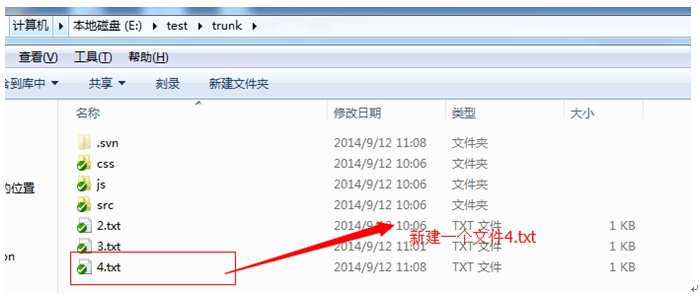 计算机 ▸ 本地磁盘 (E:) ▸ test ▸ trunk ▸
查看(V) 工具(T) 帮助(H)
含到库中 ▼ 共享 ▼ 刻录 新建文件夹
名称 修改日期 类型 大小
.svn 2014/9/12 11:08 文件夹
css 2014/9/12 10:06 文件夹
js 2014/9/12 10:06 文件夹
的位置
src 2014/9/12 10:06 文件夹
2.txt 2014/9/12 10:06 TXT 文件 1 KB
新建一个文件4.txt
3.txt 2014/9/12 11:01 TXT 文件 1 KB
on
4.txt 2014/9/12 11:08 TXT 文件 1 KB